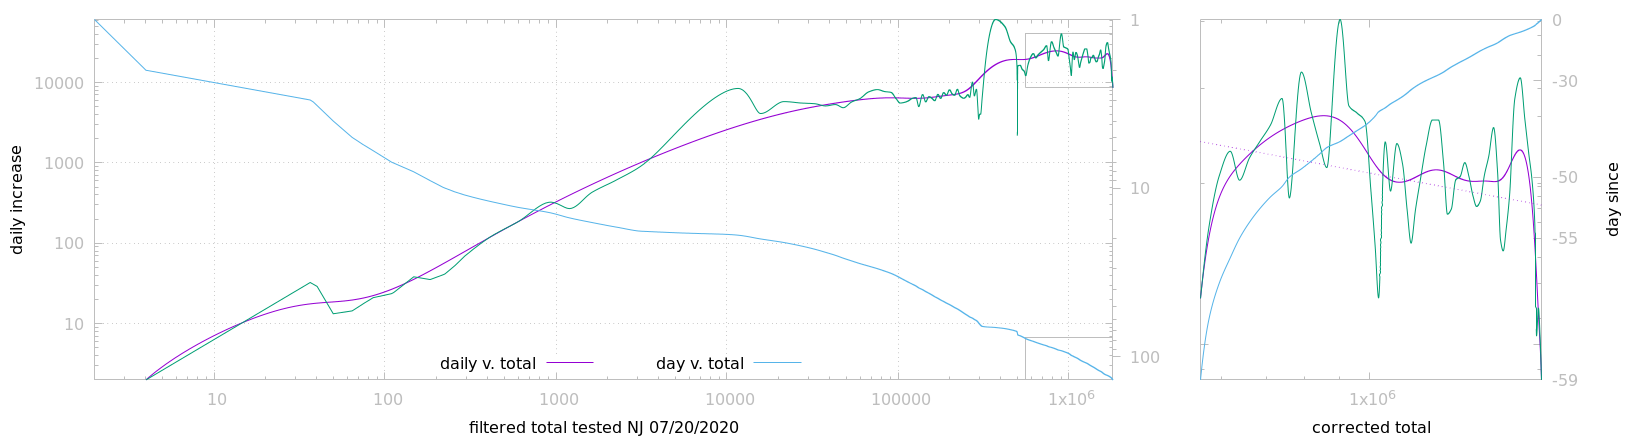 daily increase
10000
1000
100
10
10
100
1000
10000
100000
1x10⁶
1
10
100
daily v. total
day v. total
filtered total tested NJ 07/20/2020
0
-30
-50
-55
-59
day since
1x10⁶
corrected total